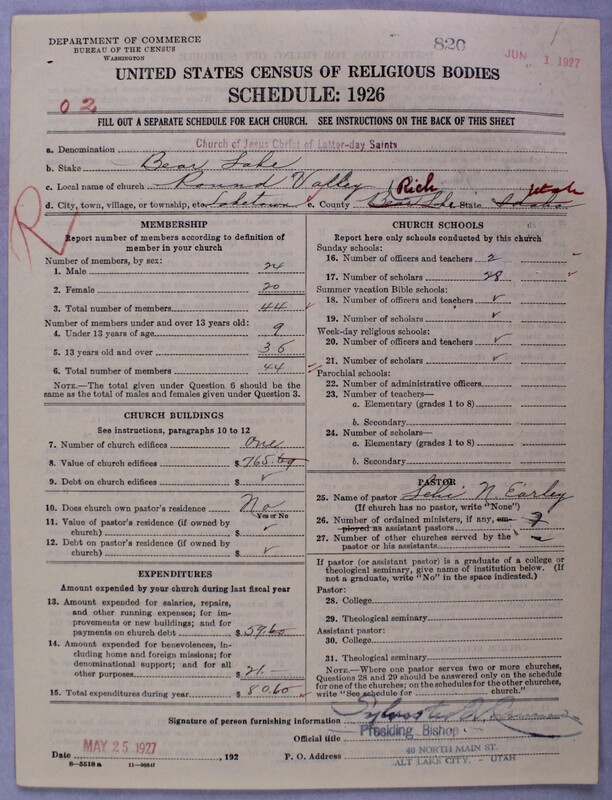 DEPARTMENT OF COMMERCE
BUREAU OF THE CENSUS
WASHINGTON
820
JUN 1 1927
UNITED STATES CENSUS OF RELIGIOUS BODIES
SCHEDULE: 1926
0 2
FILL OUT A SEPARATE SCHEDULE FOR EACH CHURCH. SEE INSTRUCTIONS ON THE BACK OF THIS SHEET
a. Denomination Church of Jesus Christ of Latter-day Saints
b. Stake Bear Lake
c. Local name of church Round Valley
R
Rich Utah
d. City, town, village, or township, etc. Laketown e. County Bear Lake State Idaho
MEMBERSHIP
Report number of members according to definition of
member in your church
Number of members, by sex:
1. Male 24
2. Female 20
3. Total number of members 44
Number of members under and over 13 years old:
4. Under 13 years of age 9
5. 13 years old and over 36
6. Total number of members 44
NOTE.—The total given under Question 6 should be the
same as the total of males and females given under Question 3.
CHURCH BUILDINGS
See instructions, paragraphs 10 to 12
7. Number of church edifices One
8. Value of church edifices $ 765.
9. Debt on church edifices $ ✓
10. Does church own pastor's residence No
Yes or No
11. Value of pastor's residence (if owned by
church) $ ✓
12. Debt on pastor's residence (if owned by
church) $ ✓
EXPENDITURES
Amount expended by your church during last fiscal year
13. Amount expended for salaries, repairs,
and other running expenses; for im-
provements or new buildings; and for
payments on church debt $ 59.60
14. Amount expended for benevolences, in-
cluding home and foreign missions; for
denominational support; and for all
other purposes $ 21.—
15. Total expenditures during year $ 80.60
CHURCH SCHOOLS
Report here only schools conducted by this church
Sunday schools:
16. Number of officers and teachers 2
17. Number of scholars 28
Summer vacation Bible schools:
18. Number of officers and teachers ✓
19. Number of scholars ✓
Week-day religious schools:
20. Number of officers and teachers ✓
21. Number of scholars ✓
Parochial schools:
22. Number of administrative officers
23. Number of teachers—
a. Elementary (grades 1 to 8)
b. Secondary
24. Number of scholars—
a. Elementary (grades 1 to 8)
b. Secondary
PASTOR
25. Name of pastor Lehi N. Earley
(If church has no pastor, write "None")
26. Number of ordained ministers, if any, em-
ployed as assistant pastors
27. Number of other churches served by the
pastor or his assistants
If pastor (or assistant pastor) is a graduate of a college or
theological seminary, give name of institution below. (If
not a graduate, write "No" in the space indicated.)
Pastor:
28. College
29. Theological seminary
Assistant pastor:
30. College
31. Theological seminary
NOTE.—Where one pastor serves two or more churches,
Questions 28 and 29 should be answered only on the schedule
for one of the churches; on the schedules for the other churches,
write "See schedule for church."
Signature of person furnishing information Sylvester Q. Cannon
Official title Presiding Bishop
Date MAY 25 1927, 192 P. O. Address 40 NORTH MAIN ST.
ALT LAKE CITY. - UTAH
8—5518 a